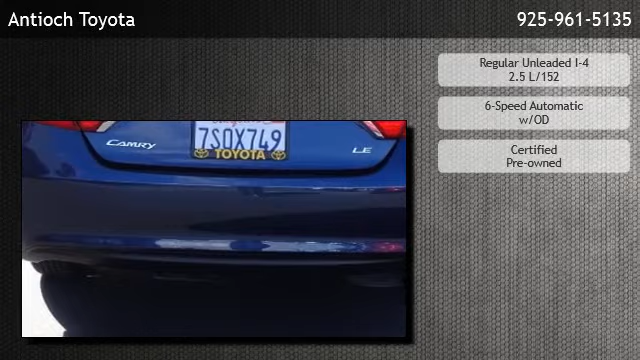 Antioch Toyota
925-961-5135
Regular Unleaded I-4
2.5 L/152
6-Speed Automatic
w/OD
Certified
Pre-owned
7SOX749
CAMRY
LE
TOYOTA